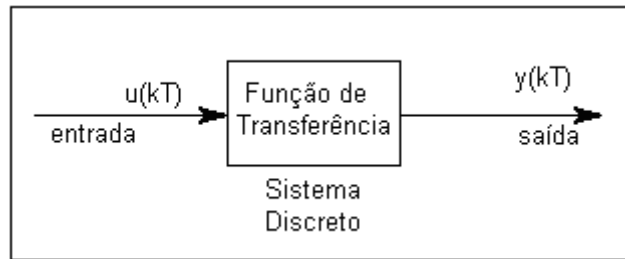 u(kT)
entrada
Função de
Transferência
y(kT)
saída
Sistema
Discreto